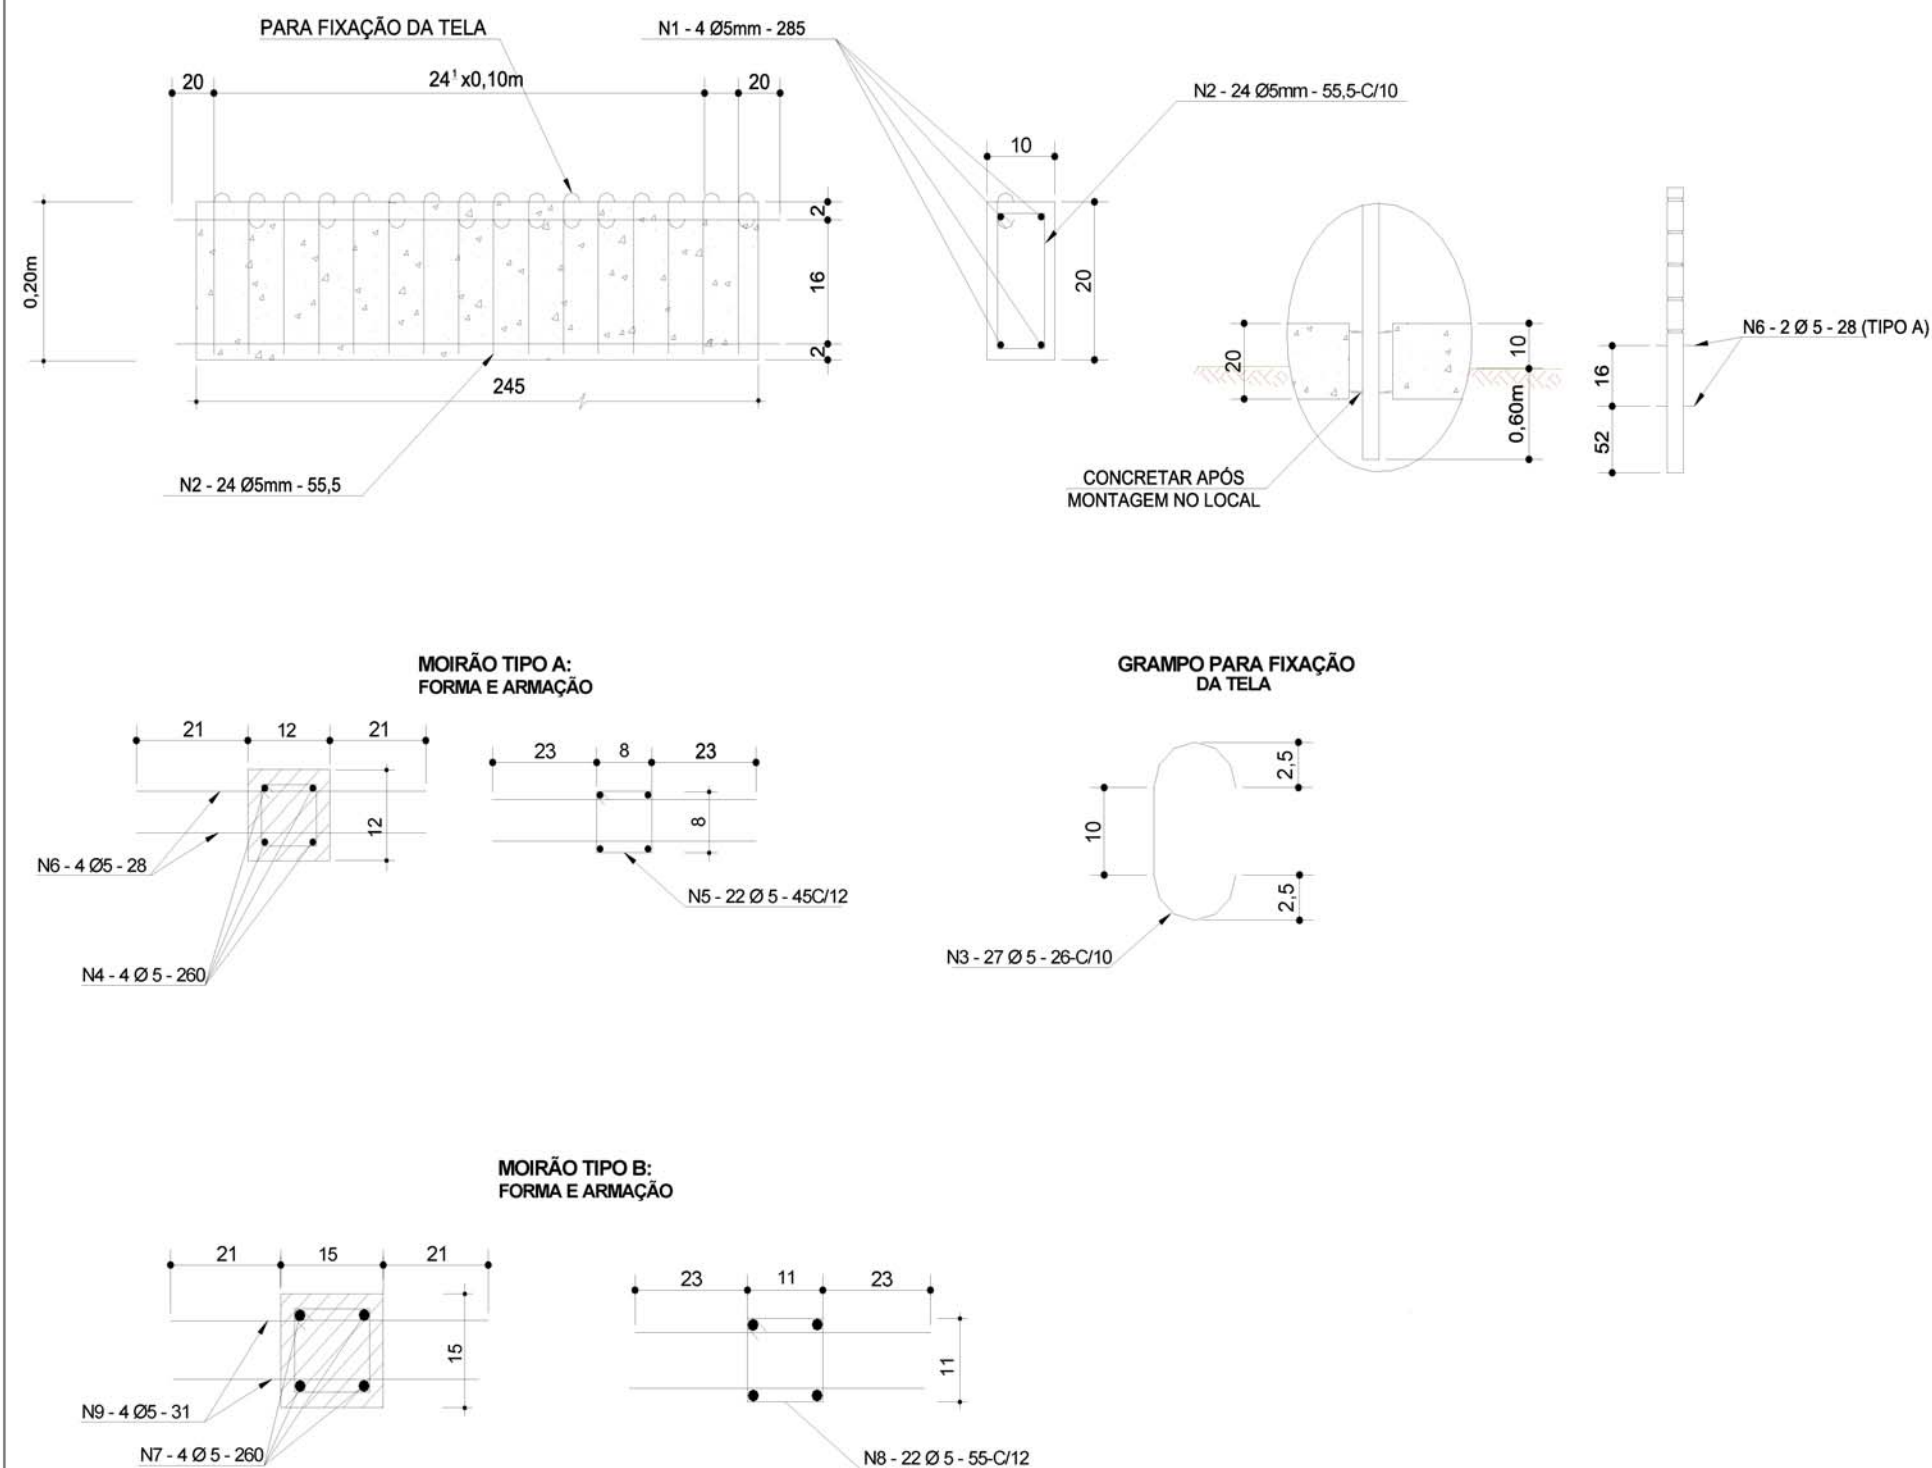 PARA FIXAÇÃO DA TELA
N1 - 4 Ø5mm - 285
20
24¹ x0,10m
20
N2 - 24 Ø5mm - 55,5-C/10
10
0,20m
2
16
2
20
245
N2 - 24 Ø5mm - 55,5
20
10
0,60m
CONCRETAR APÓS
MONTAGEM NO LOCAL
16
52
N6 - 2 Ø 5 - 28 (TIPO A)
MOIRÃO TIPO A:
FORMA E ARMAÇÃO
21
12
21
12
N6 - 4 Ø5 - 28
N4 - 4 Ø 5 - 260
23
8
23
8
N5 - 22 Ø 5 - 45C/12
GRAMPO PARA FIXAÇÃO
DA TELA
2,5
10
2,5
N3 - 27 Ø 5 - 26-C/10
MOIRÃO TIPO B:
FORMA E ARMAÇÃO
21
15
21
15
N9 - 4 Ø5 - 31
N7 - 4 Ø 5 - 260
23
11
23
11
N8 - 22 Ø 5 - 55-C/12